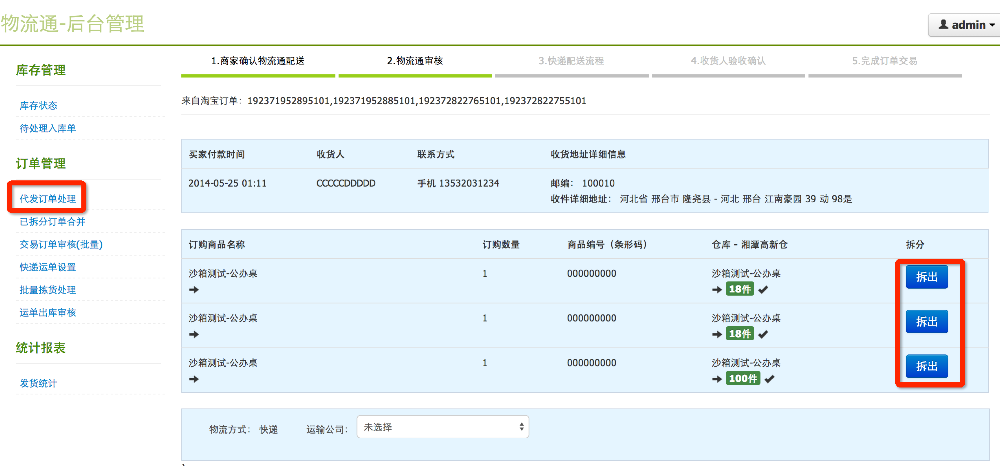 物流通-后台管理
admin
库存管理
库存状态
待处理入库单
订单管理
代发订单处理
已拆分订单合并
交易订单审核(批量)
快递运单设置
批量拣货处理
运单出库审核
统计报表
发货统计
1.商家确认物流通配送 2.物流通审核 3.快递配送流程 4.收货人验收确认 5.完成订单交易
来自淘宝订单：192371952895101,192371952885101,192372822765101,192372822755101
买家付款时间 收货人 联系方式 收货地址详细信息
2014-05-25 01:11 CCCCCDDDDD 手机 13532031234 邮编： 100010
收件详细地址： 河北省 邢台市 隆尧县 - 河北 邢台 江南豪园 39 动 98是
订购商品名称 订购数量 商品编号（条形码） 仓库 - 湘潭高新仓 拆分
沙箱测试-公办桌 1 000000000 沙箱测试-公办桌 拆出
18件
沙箱测试-公办桌 1 000000000 沙箱测试-公办桌 拆出
18件
沙箱测试-公办桌 1 000000000 沙箱测试-公办桌 拆出
100件
物流方式： 快递 运输公司： 未选择
`